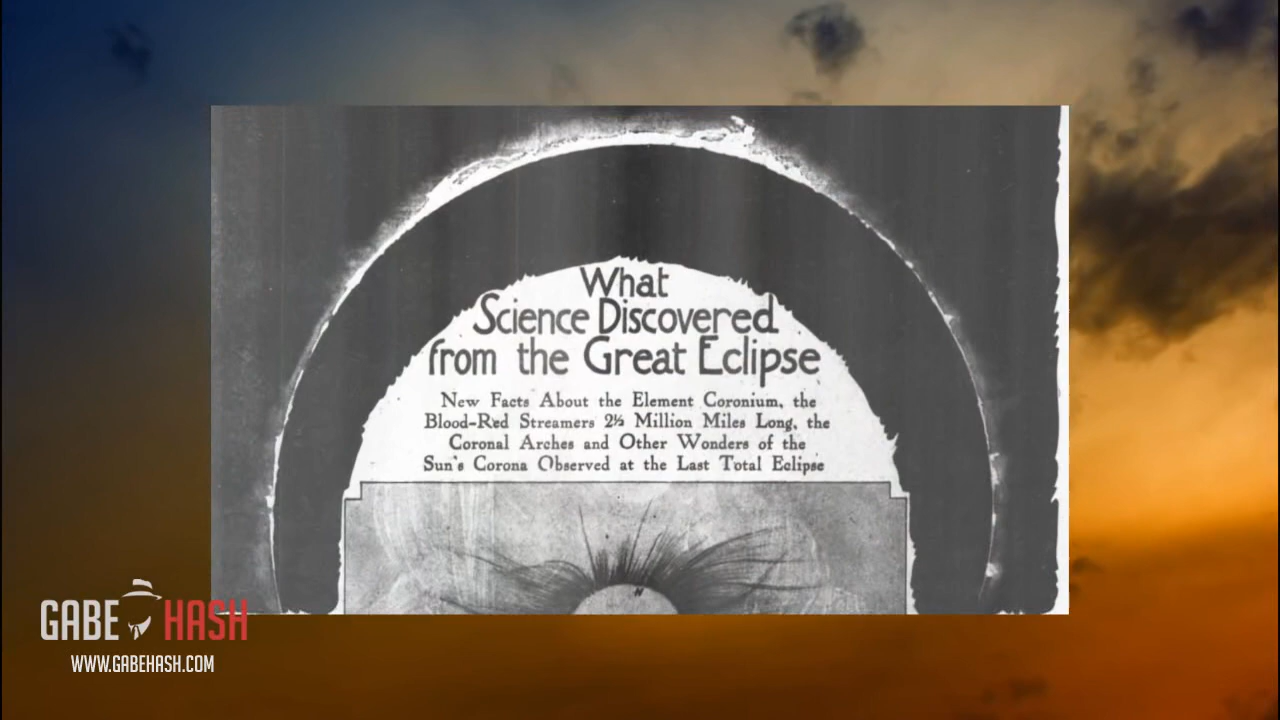 What
Science Discovered
from the Great Eclipse
New Facts About the Element Coronium, the
Blood-Red Streamers 2½ Million Miles Long, the
Coronal Arches and Other Wonders of the
Sun's Corona Observed at the Last Total Eclipse
N
GABE HASH
WWW.GABEHASH.COM